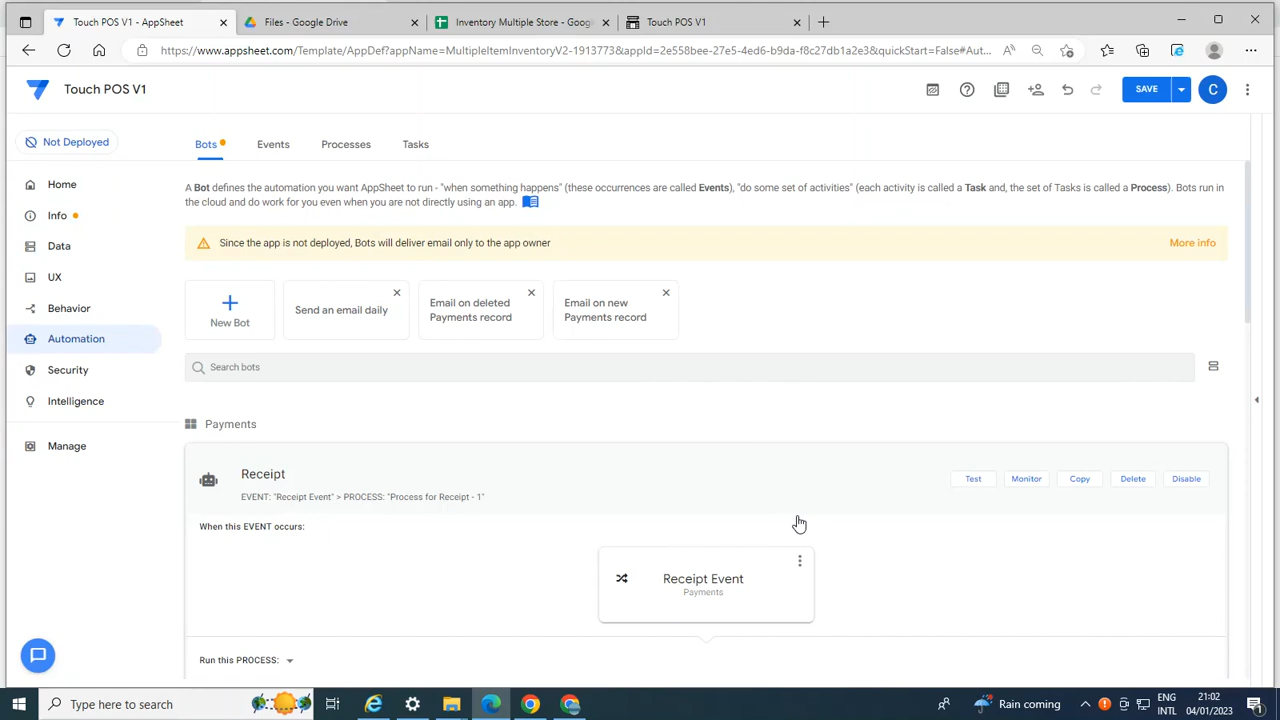 Touch POS V1 - AppSheet
Files - Google Drive
Inventory Multiple Store - Goog
Touch POS V1
https://www.appsheet.com/Template/AppDef?appName=MultipleItemInventoryV2-1913773&appId=2e558bee-27e5-4ed6-b9da-f8c27db1a2e3&quickStart=False#Aut...
Touch POS V1
SAVE
C
Not Deployed
Bots
Events
Processes
Tasks
Home
Info
Data
UX
Behavior
Automation
Security
Intelligence
Manage
A Bot defines the automation you want AppSheet to run - "when something happens" (these occurrences are called Events), "do some set of activities" (each activity is called a Task and, the set of Tasks is called a Process). Bots run in
the cloud and do work for you even when you are not directly using an app.
Since the app is not deployed, Bots will deliver email only to the app owner
More info
New Bot
Send an email daily
Email on deleted
Payments record
Email on new
Payments record
Search bots
Payments
Receipt
EVENT: "Receipt Event" > PROCESS: "Process for Receipt - 1"
Test
Monitor
Copy
Delete
Disable
When this EVENT occurs:
Receipt Event
Payments
Run this PROCESS:
Type here to search
Rain coming
ENG
INTL
21:02
04/01/2023